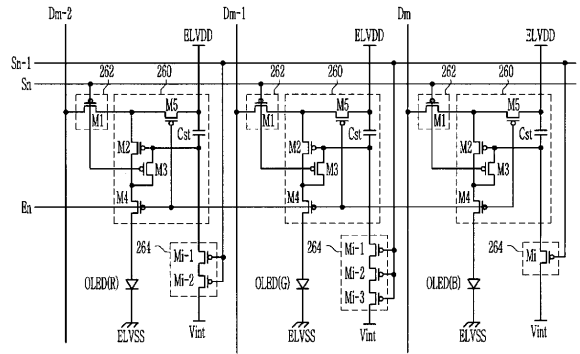 Dm-2 Dm-1 Dm
ELVDD ELVDD ELVDD
Sn-1
Sn
262 260 262 260 262 260
M1 M5 M1 M5 M1 M5
Cst Cst Cst
M2 M2 M2
M3 M3 M3
M4 M4 M4
En
264 264 264
Mi-1 Mi-1 Mi
Mi-2 Mi-2
Mi-3
OLED(R) OLED(G) OLED(B)
ELVSS Vint ELVSS Vint ELVSS Vint